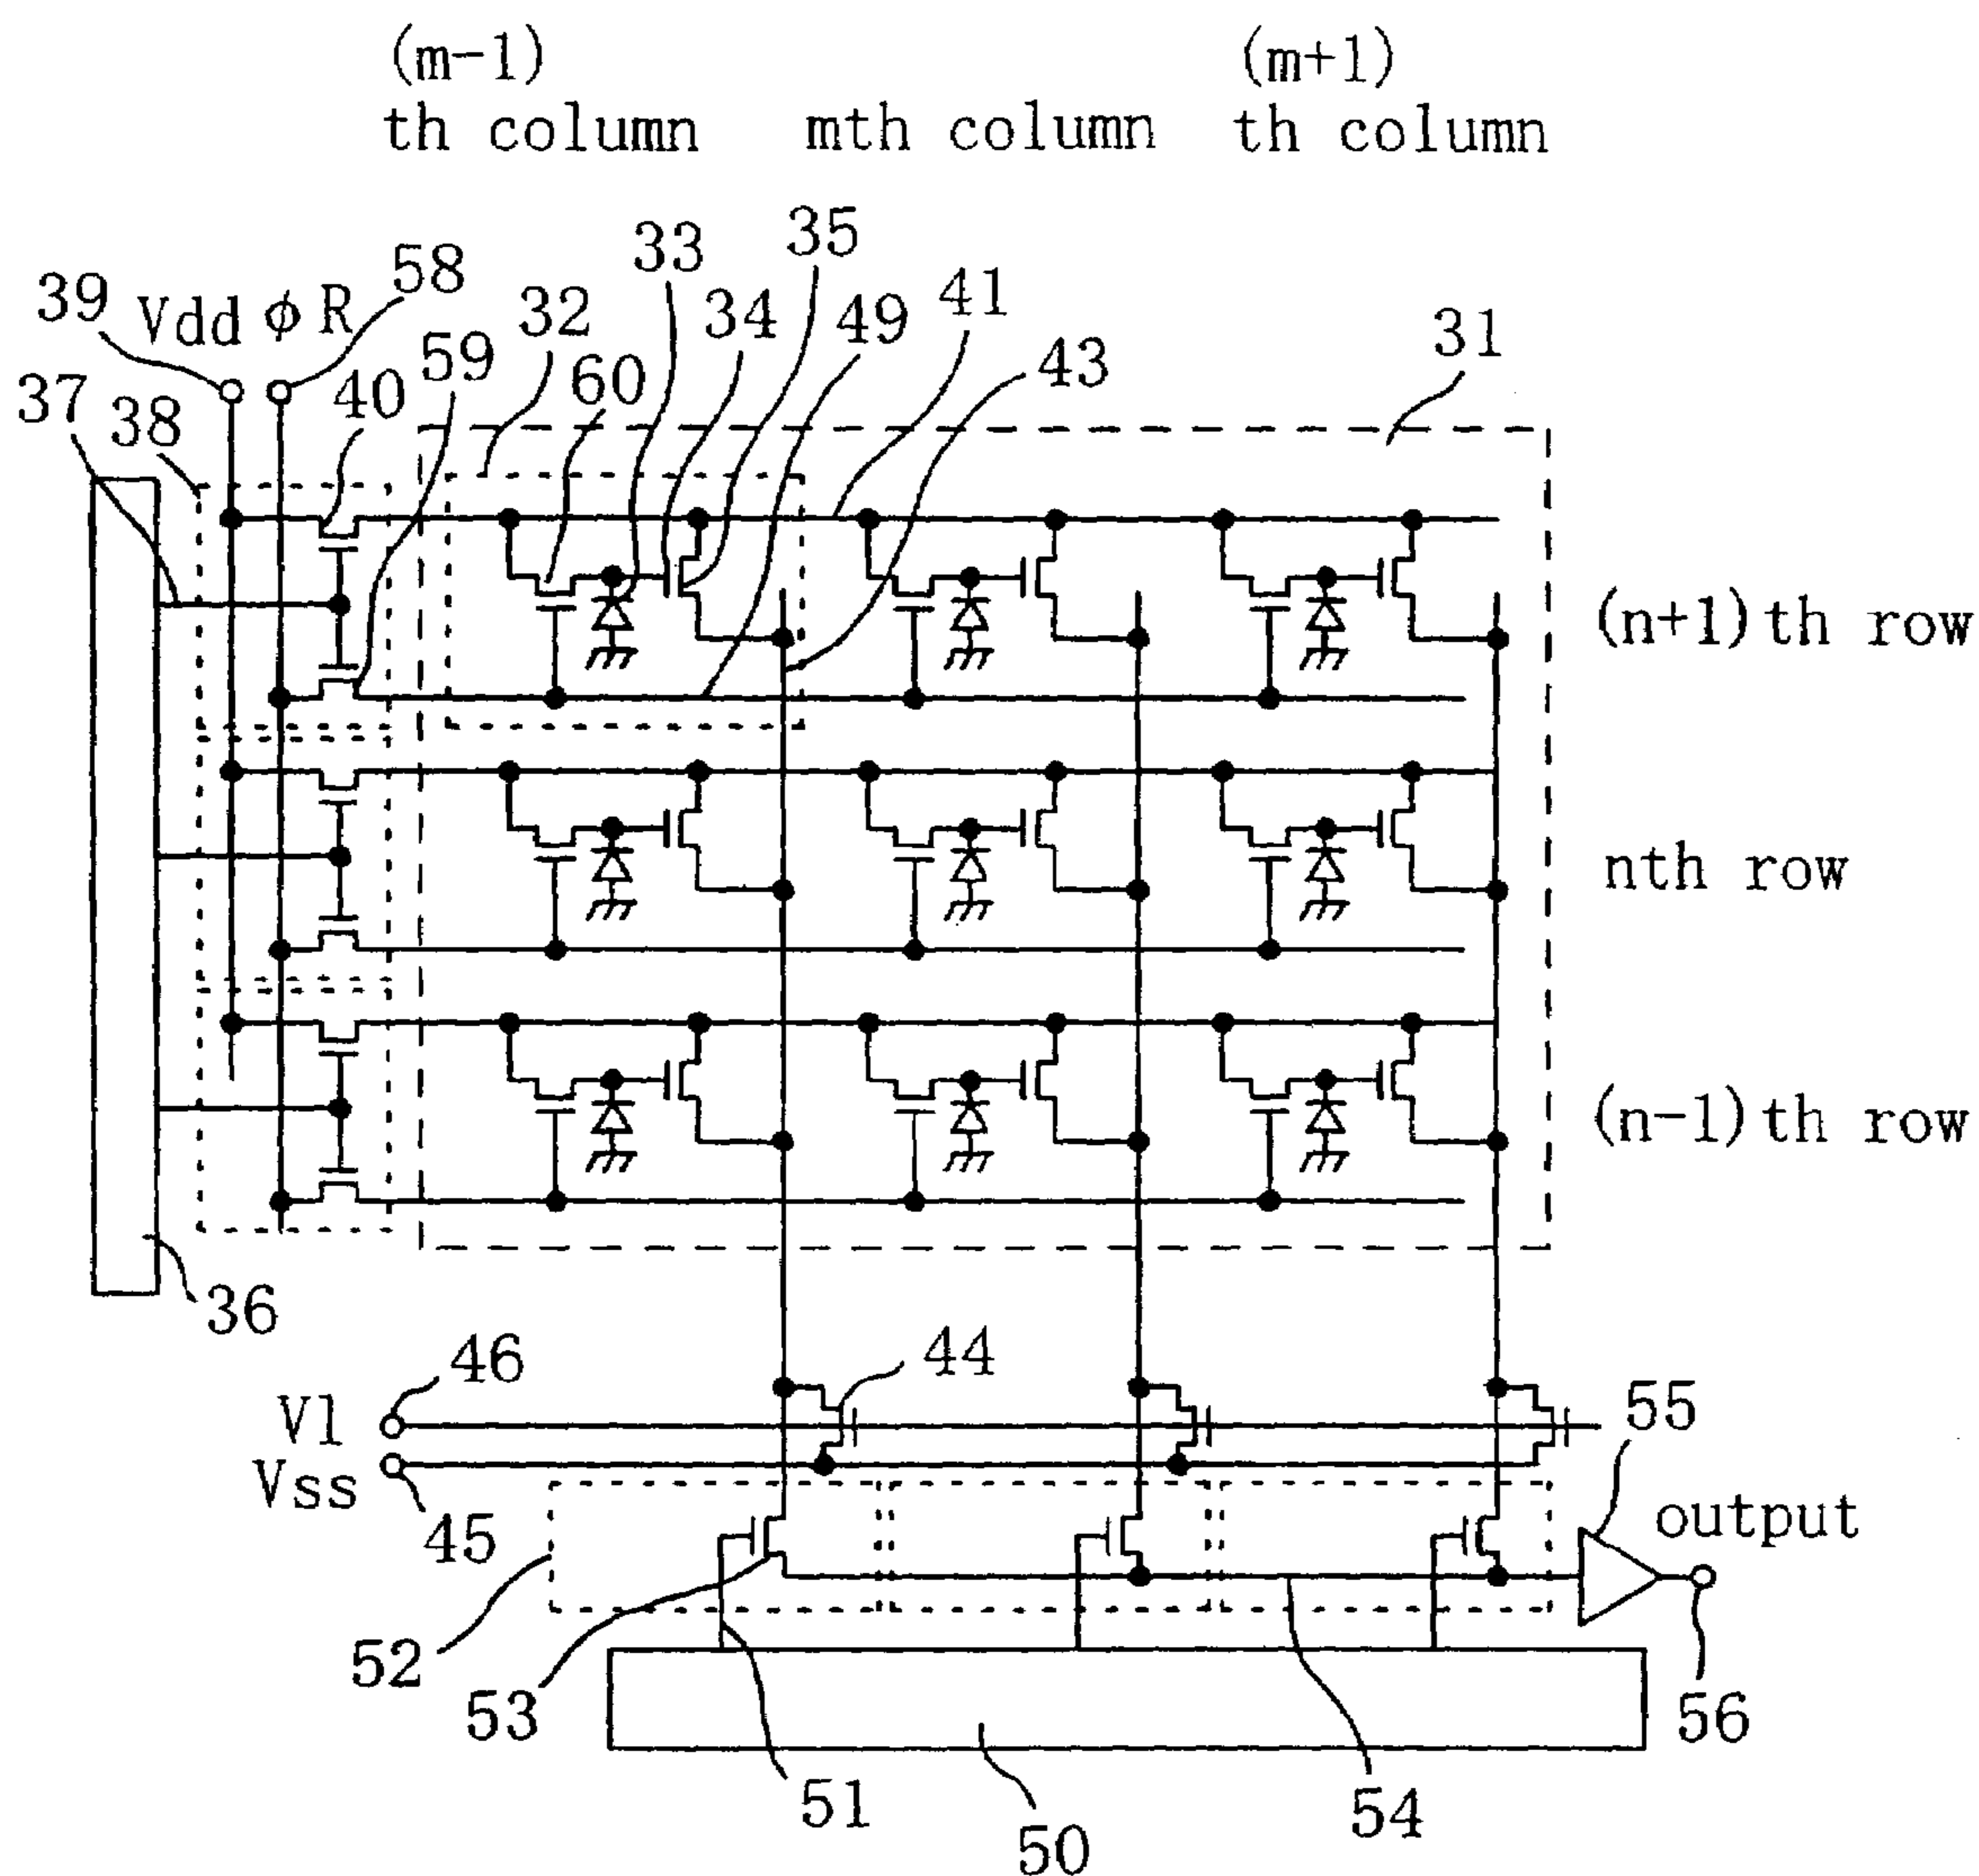 (m-1)
th column
mth column
(m+1)
th column
39
Vdd
φR
58
33
35
32
34
49
41
59
60
43
31
37
38
40
(n+1)th row
nth row
(n-1)th row
36
46
44
Vl
Vss
55
45
output
52
53
56
51
54
50